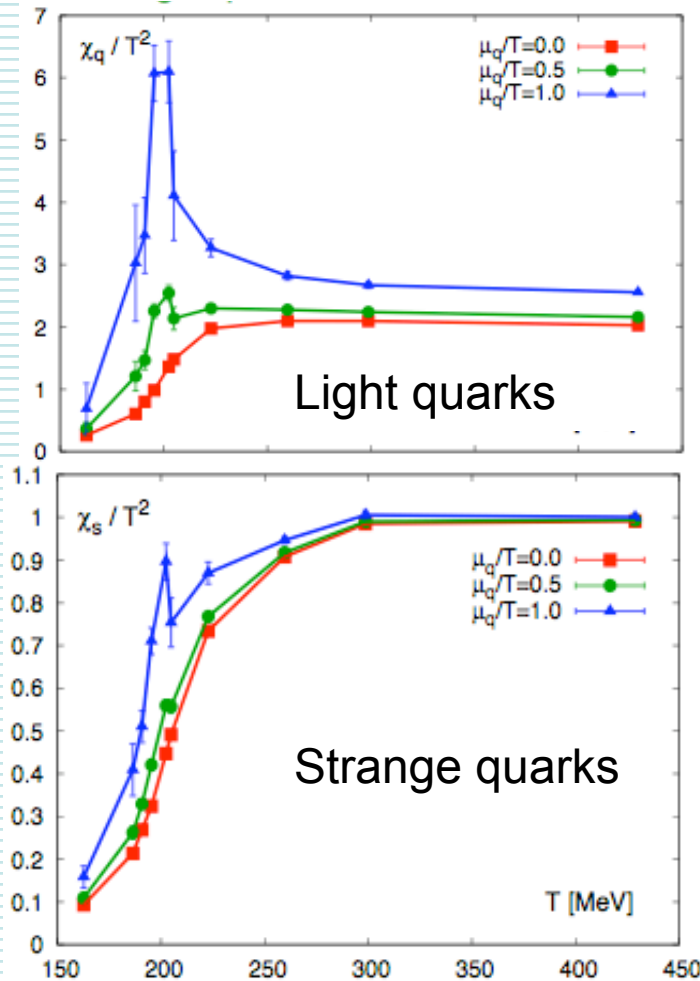 7
χq / T²
μq/T=0.0
μq/T=0.5
μq/T=1.0
6
5
4
3
2
1
0
Light quarks
1.1
χs / T²
1
μq/T=0.0
μq/T=0.5
μq/T=1.0
0.9
0.8
0.7
0.6
0.5
0.4
0.3
0.2
0.1
0
Strange quarks
T [MeV]
150 200 250 300 350 400 450